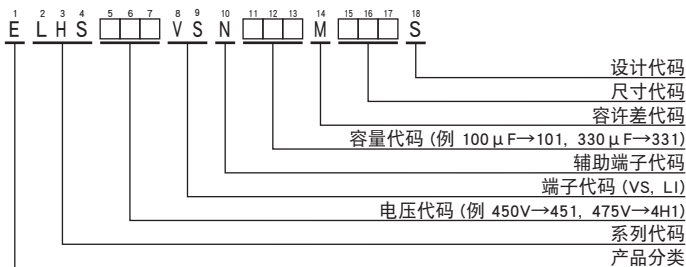 1 2 3 4 5 6 7 8 9 10 11 12 13 14 15 16 17 18
E L H S □□□ V S N □□□ M □□□ S
设计代码
尺寸代码
容许差代码
容量代码 (例 100μF→101, 330μF→331)
辅助端子代码
端子代码 (VS, LI)
电压代码 (例 450V→451, 475V→4H1)
系列代码
产品分类